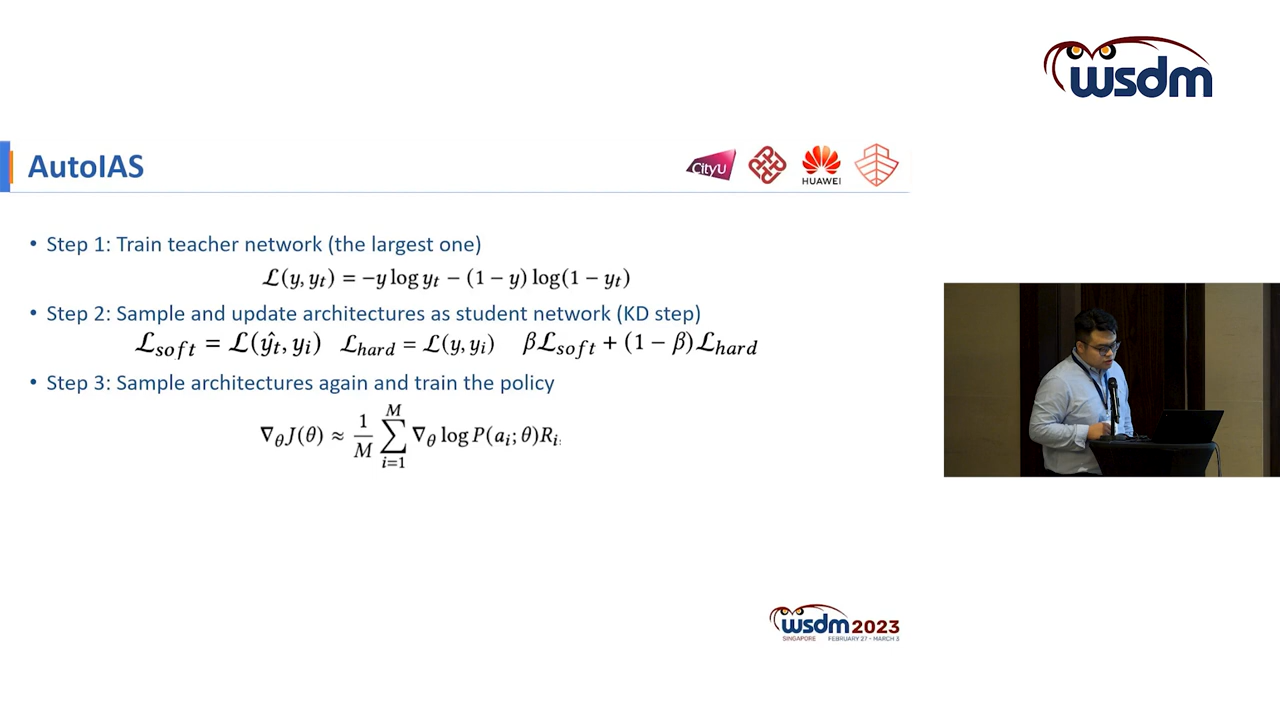 wsdm
AutoIAS
CityU
HUAWEI
• Step 1: Train teacher network (the largest one)
ℒ(y, y_t) = −y log y_t − (1 − y) log(1 − y_t)
• Step 2: Sample and update architectures as student network (KD step)
ℒ_soft = ℒ(ŷ_t, y_i) ℒ_hard = ℒ(y, y_i) βℒ_soft + (1 − β)ℒ_hard
• Step 3: Sample architectures again and train the policy
∇_θ J(θ) ≈ 1/M ∑_{i=1}^{M} ∇_θ log P(a_i; θ)R_i
wsdm2023
SINGAPORE FEBRUARY 27 - MARCH 3